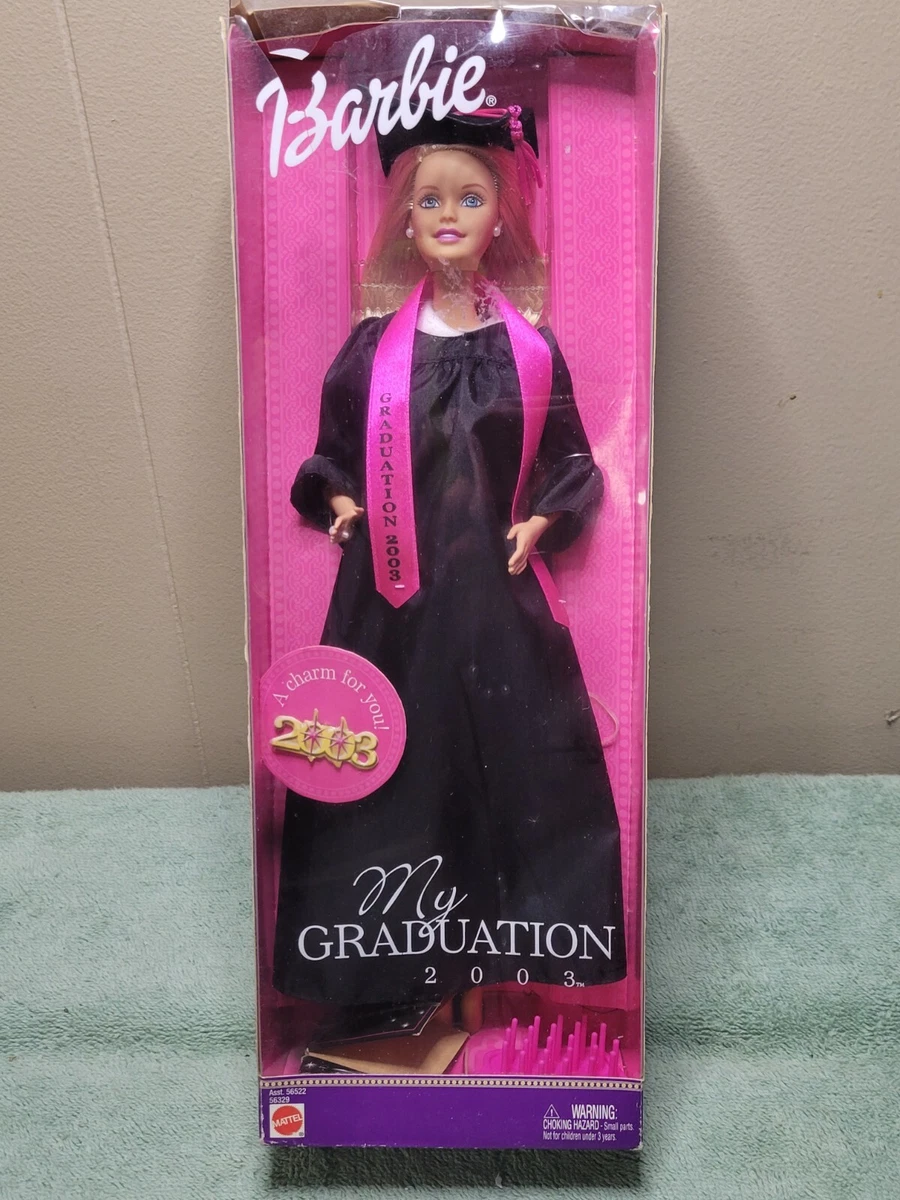 Barbie®
GRADUATION 2003
A charm for you!
2003
My
GRADUATION
2003™
Asst. 56522
56329
MATTEL
®
WARNING:
CHOKING HAZARD - Small parts.
Not for children under 3 years.